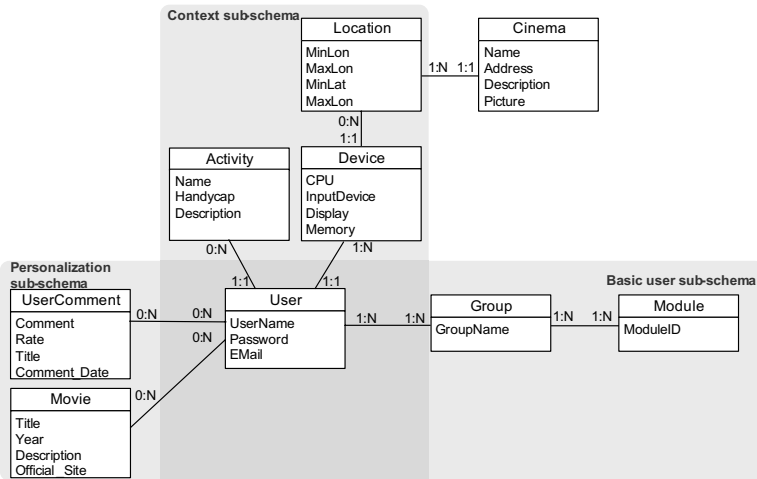 Context sub-schema
Location
MinLon
MaxLon
MinLat
MaxLon
Cinema
Name
Address
Description
Picture
1:N 1:1
0:N
1:1
Activity
Name
Handycap
Description
Device
CPU
InputDevice
Display
Memory
0:N
1:N
Personalization
sub-schema
Basic user sub-schema
1:1
1:1
UserComment
Comment
Rate
Title
Comment_Date
0:N
0:N
User
UserName
Password
EMail
1:N
1:N
Group
GroupName
1:N
1:N
Module
ModuleID
0:N
0:N
Movie
Title
Year
Description
Official_Site